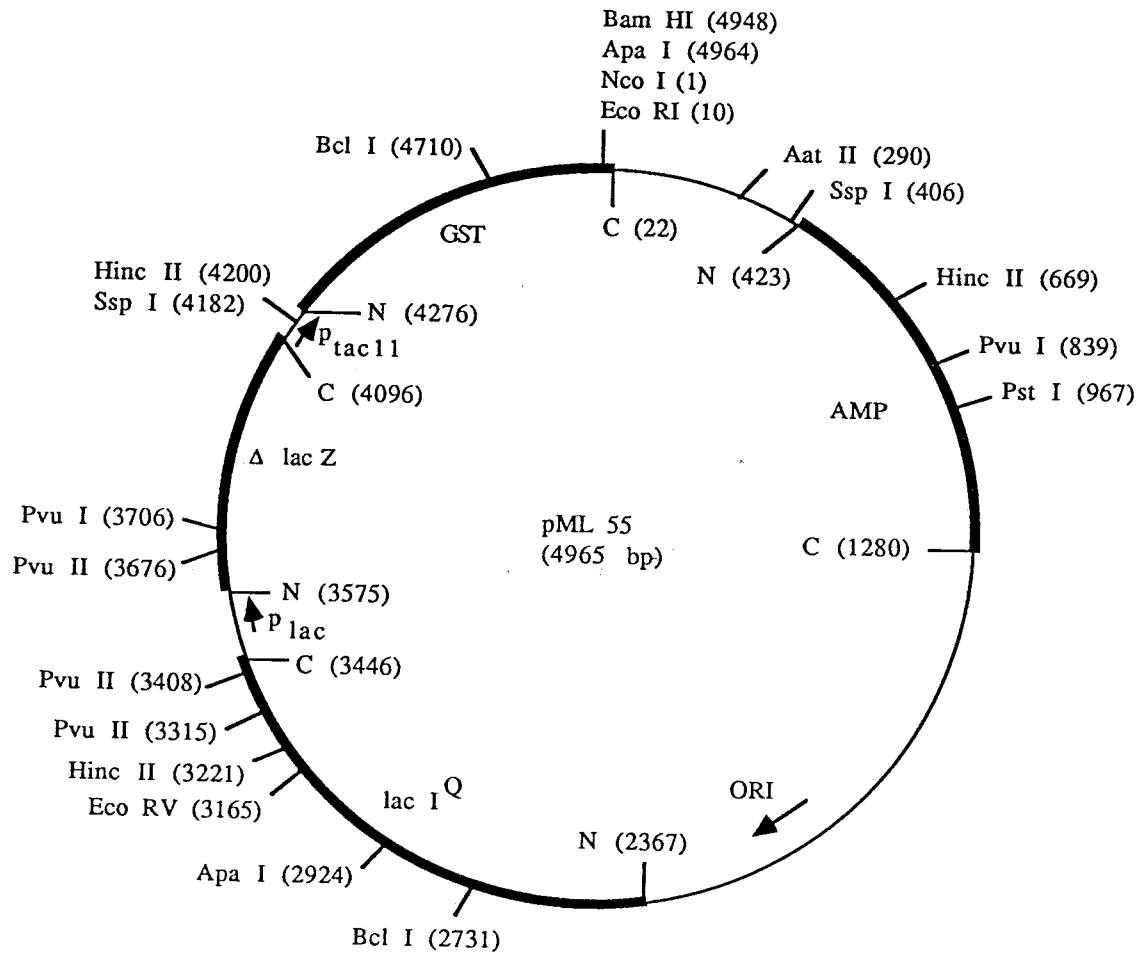 Bam HI (4948)
Apa I (4964)
Nco I (1)
Eco RI (10)
Bcl I (4710)
Aat II (290)
Ssp I (406)
C (22)
GST
N (423)
Hinc II (4200)
Ssp I (4182)
Hinc II (669)
N (4276)
p tac11
Pvu I (839)
C (4096)
Pst I (967)
AMP
Δ lac Z
Pvu I (3706)
pML 55
(4965 bp)
C (1280)
Pvu II (3676)
N (3575)
p lac
C (3446)
Pvu II (3408)
Pvu II (3315)
Hinc II (3221)
Eco RV (3165)
lac I Q
ORI
N (2367)
Apa I (2924)
Bcl I (2731)